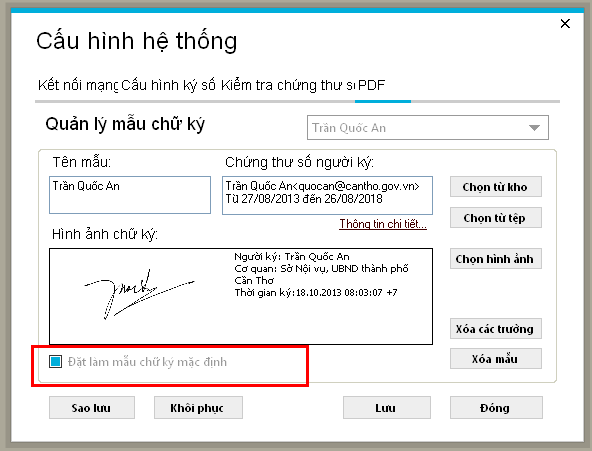 Cấu hình hệ thống
Kết nối mạng Cấu hình ký số Kiểm tra chứng thư số PDF
Quản lý mẫu chữ ký
Trần Quốc An
Tên mẫu:
Chứng thư số người ký:
Trần Quốc An
Trần Quốc An<quocan@cantho.gov.vn>
Từ 27/08/2013 đến 26/08/2018
Chọn từ kho
Chọn từ tệp
Thông tin chi tiết...
Hình ảnh chữ ký:
Người ký: Trần Quốc An
Cơ quan: Sở Nội vụ, UBND thành phố
Cần Thơ
Thời gian ký:18.10.2013 08:03:07 +7
Chọn hình ảnh
Xóa các trường
Xóa mẫu
Đặt làm mẫu chữ ký mặc định
Sao lưu
Khôi phục
Lưu
Đóng